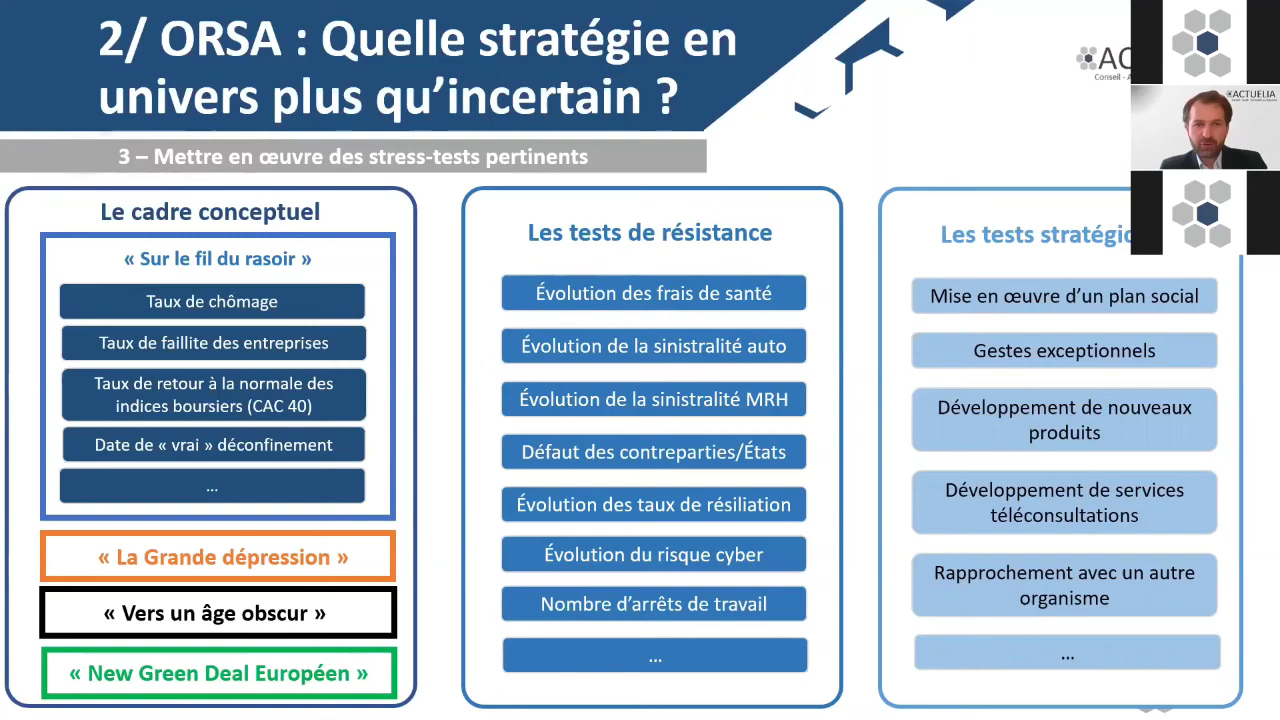 2/ ORSA : Quelle stratégie en
univers plus qu’incertain ?
3 – Mettre en œuvre des stress-tests pertinents
ACTUELIA
Le cadre conceptuel
« Sur le fil du rasoir »
Taux de chômage
Taux de faillite des entreprises
Taux de retour à la normale des
indices boursiers (CAC 40)
Date de « vrai » déconfinement
...
« La Grande dépression »
« Vers un âge obscur »
« New Green Deal Européen »
Les tests de résistance
Évolution des frais de santé
Évolution de la sinistralité auto
Évolution de la sinistralité MRH
Défaut des contreparties/États
Évolution des taux de résiliation
Évolution du risque cyber
Nombre d’arrêts de travail
...
Les tests
Mise en œuvre d’un plan social
Gestes exceptionnels
Développement de nouveaux
produits
Développement de services
téléconsultations
Rapprochement avec un autre
organisme
...